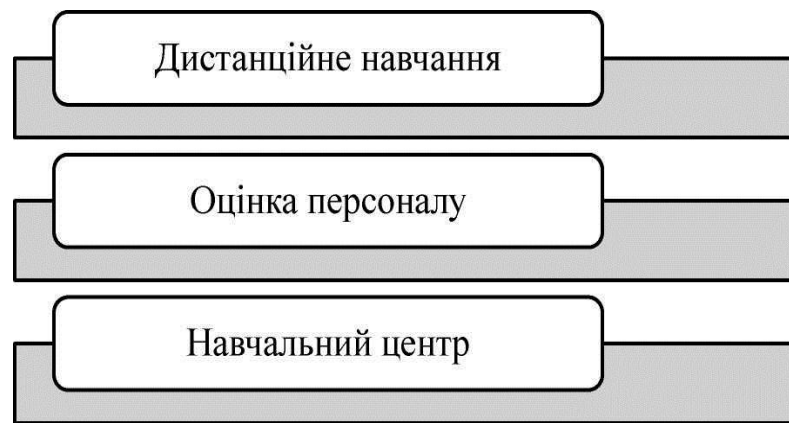 Дистанційне навчання
Оцінка персоналу
Навчальний центр